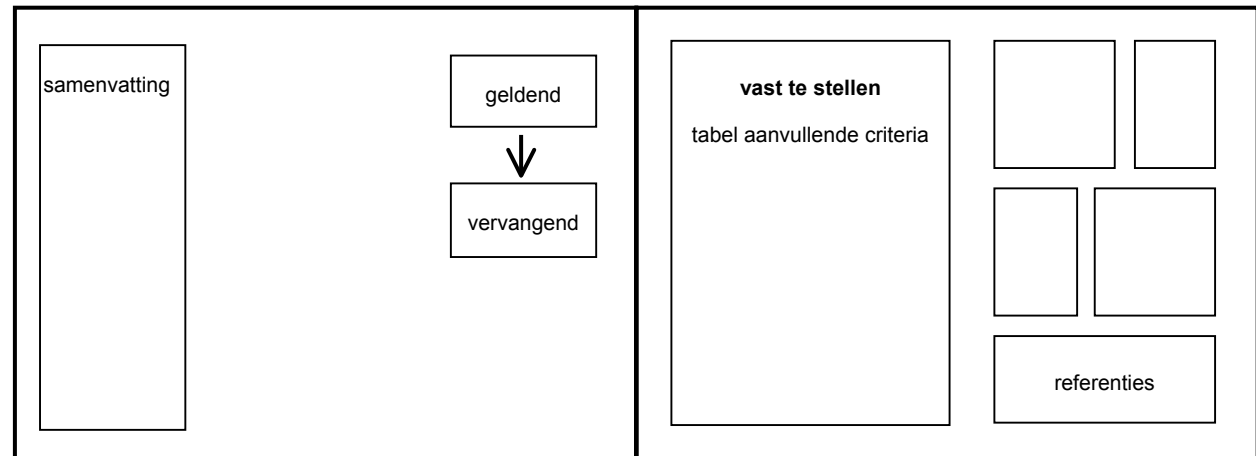 samenvatting
geldend
vervangend
vast te stellen
tabel aanvullende criteria
referenties